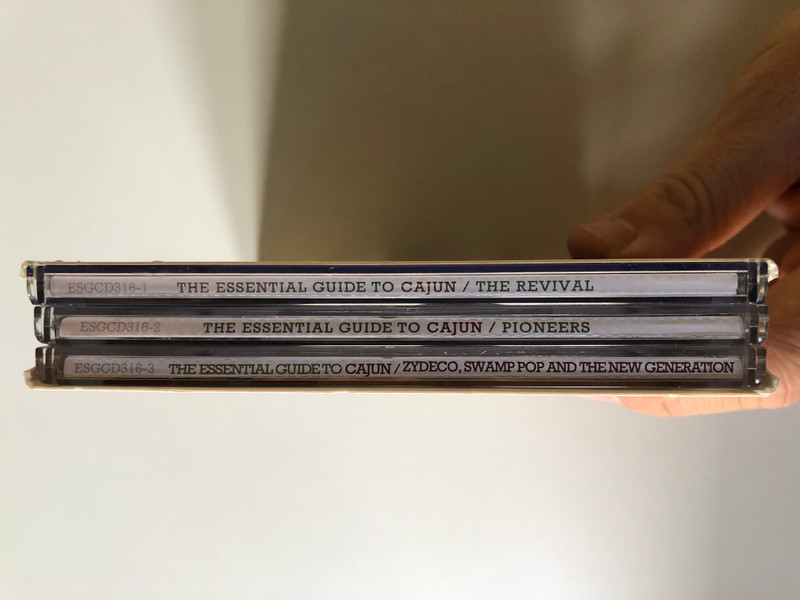 ESGCD316-1 THE ESSENTIAL GUIDE TO CAJUN / THE REVIVAL
ESGCD316-2 THE ESSENTIAL GUIDE TO CAJUN / PIONEERS
ESGCD316-3 THE ESSENTIAL GUIDE TO CAJUN / ZYDECO, SWAMP POP AND THE NEW GENERATION